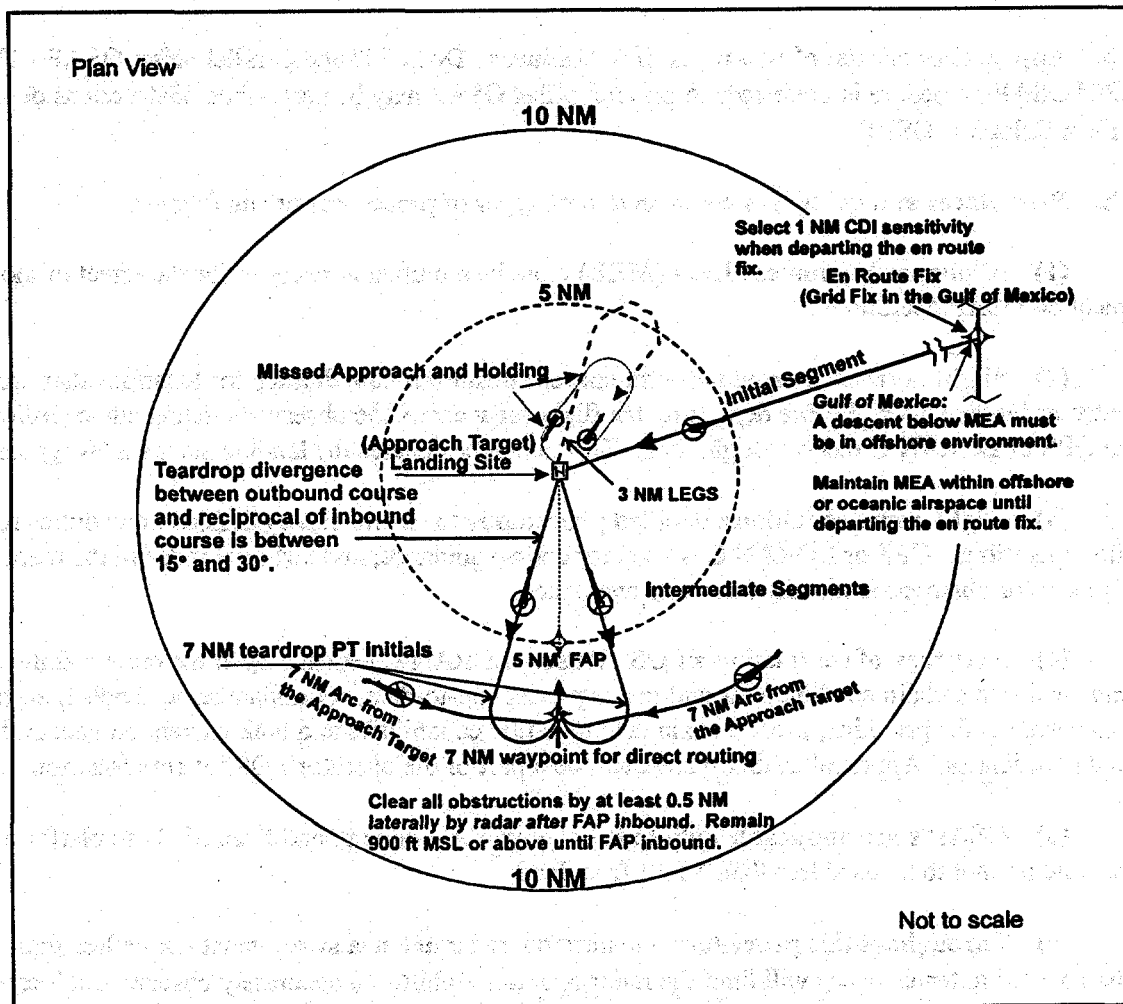 Plan View
10 NM
Select 1 NM CDI sensitivity
when departing the en route
fix.
En Route Fix
(Grid Fix in the Gulf of Mexico)
5 NM
Missed Approach and Holding
Initial Segment
Gulf of Mexico:
A descent below MEA must
be in offshore environment.
Maintain MEA within offshore
or oceanic airspace until
departing the en route fix.
(Approach Target)
Landing Site
H
3 NM LEGS
Teardrop divergence
between outbound course
and reciprocal of inbound
course is between
15° and 30°.
Intermediate Segments
7 NM teardrop PT Initials
5 NM FAP
7 NM Arc from
the Approach Target
7 NM Arc from
the Approach Target
7 NM waypoint for direct routing
Clear all obstructions by at least 0.5 NM
laterally by radar after FAP inbound. Remain
900 ft MSL or above until FAP inbound.
10 NM
Not to scale